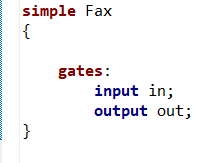 simple Fax
{
gates:
input in;
output out;
}